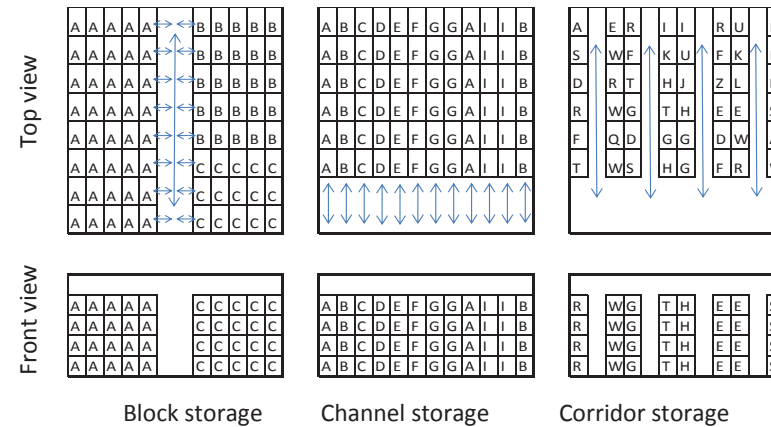 Top view
A A A A A B B B B B A B C D E F G G A I I B A E R I I R U
A A A A A B B B B B A B C D E F G G A I I B S W F K U F K
A A A A A B B B B B A B C D E F G G A I I B D R T H J Z L
A A A A A B B B B B A B C D E F G G A I I B R W G T H E E
A A A A A B B B B B A B C D E F G G A I I B F Q D G G D W
A A A A A C C C C C A B C D E F G G A I I B T W S H G F R
A A A A A C C C C C
A A A A A C C C C C
Front view
A A A A A C C C C C A B C D E F G G A I I B R W G T H E E
A A A A A C C C C C A B C D E F G G A I I B R W G T H E E
A A A A A C C C C C A B C D E F G G A I I B R W G T H E E
A A A A A C C C C C A B C D E F G G A I I B R W G T H E E
Block storage Channel storage Corridor storage